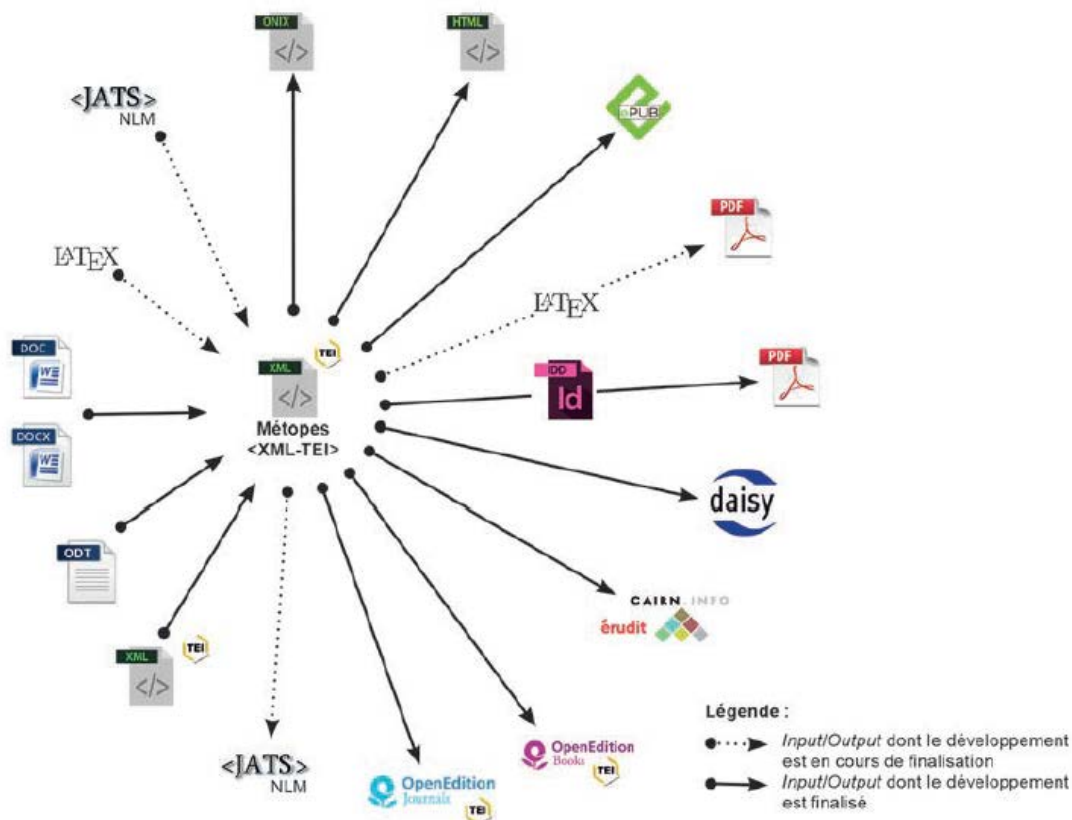 ONIX
HTML
<JATS>
NLM
ePUB
PDF
LATEX
LATEX
TEI
DOC
W
XML
</>
IDD
Id
PDF
Métopes
<XML-TEI>
DOCX
W
daisy
ODT
CAIRN.INFO
érudit
XML
TEI
</>
Légende :
Input/Output dont le développement
est en cours de finalisation
Input/Output dont le développement
est finalisé
OpenEdition
Books
TEI
<JATS>
NLM
OpenEdition
Journals
TEI
</>
</>